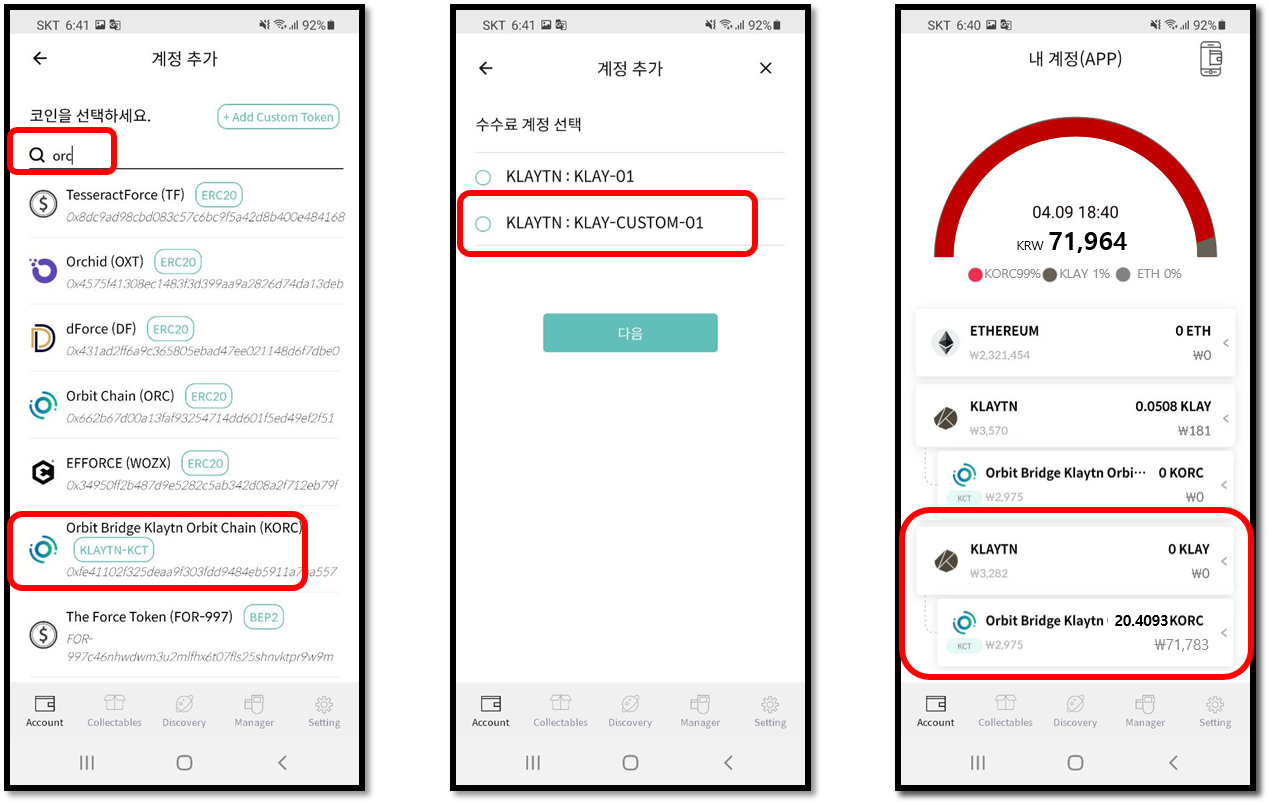 SKT 6:41 92%
계정 추가
코인을 선택하세요.
+ Add Custom Token
orc
TesseractForce (TF) ERC20
0x8dc9ad98cbd083c57c6bc9f5a42d8b400e484168
Orchid (OXT) ERC20
0x4575f41308ec1483f3d399aa9a2826d74da13deb
dForce (DF) ERC20
0x431ad2ff6a9c365805ebad47ee021148d6f7dbe0
Orbit Chain (ORC) ERC20
0x662b67d00a13faf93254714dd601f5ed49ef2f51
EFFORCE (WOZX) ERC20
0x34950ff2b487d9e5282c5ab342d08a2f712eb79f
Orbit Bridge Klaytn Orbit Chain (KORC)
KLAYTN-KCT
The Force Token (FOR-997) BEP2
FOR-
997c46nhwdwm3u2mlfhx6t07fls25shnvktpr9w9m
Account Collectables Discovery Manager Setting
SKT 6:41 92%
계정 추가
수수료 계정 선택
KLAYTN : KLAY-01
KLAYTN : KLAY-CUSTOM-01
다음
Account Collectables Discovery Manager Setting
SKT 6:40 92%
내 계정(APP)
04.09 18:40
KRW 71,964
KORC99% KLAY 1% ETH 0%
ETHEREUM 0 ETH
₩2,321,454 ₩0
KLAYTN 0.0508 KLAY
₩3,570 ₩181
Orbit Bridge Klaytn Orbi··· 0 KORC
KCT ₩2,975 ₩0
KLAYTN 0 KLAY
₩3,282 ₩0
Orbit Bridge Klaytn 20.4093KORC
KCT ₩2,975 ₩71,783
Account Collectables Discovery Manager Setting